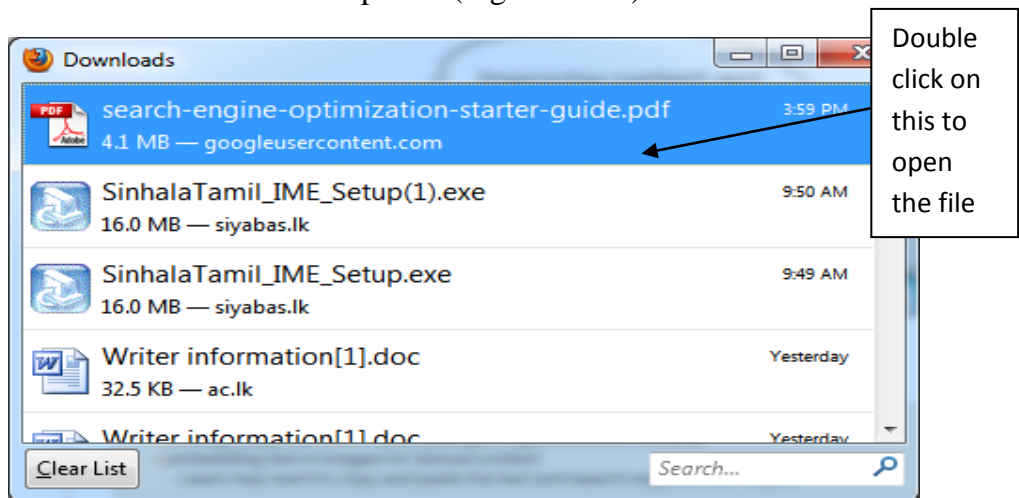 Downloads
Double
click on
this to
open
the file
search-engine-optimization-starter-guide.pdf
3:59 PM
4.1 MB — googleusercontent.com
SinhalaTamil_IME_Setup(1).exe
9:50 AM
16.0 MB — siyabas.lk
SinhalaTamil_IME_Setup.exe
9:49 AM
16.0 MB — siyabas.lk
Writer information[1].doc
Yesterday
32.5 KB — ac.lk
Writer information[1].doc
Yesterday
Clear List
Search...